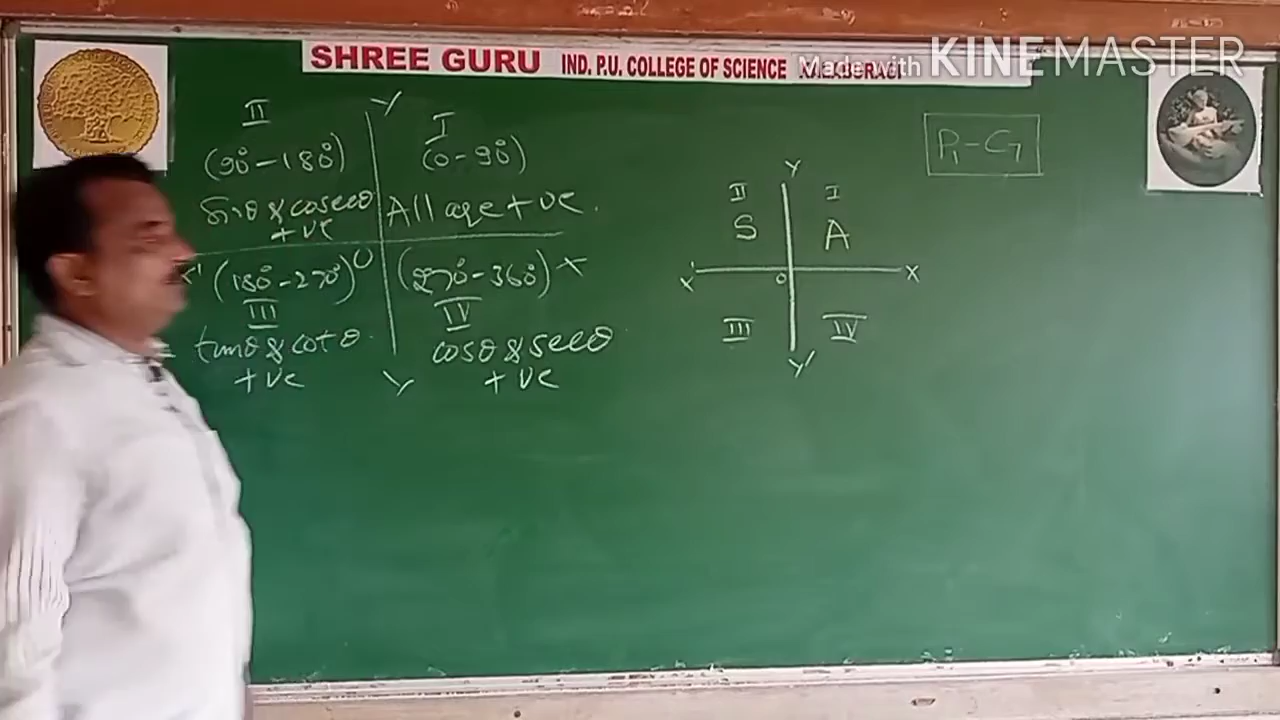 SHREE GURU IND. P.U. COLLEGE OF SCIENCE
Made with KINEMASTER
P1-C7
II
Y
I
(90°-180°)
(0-90°)
Sinθ & cosecθ
+ve
All are +ve.
X' (180°-270°) O (270°-360°) X
III
IV
tanθ & cotθ.
+ve
cosθ & secθ
+ve
Y
Y
II
I
S
A
X'
O
X
III
IV
Y'